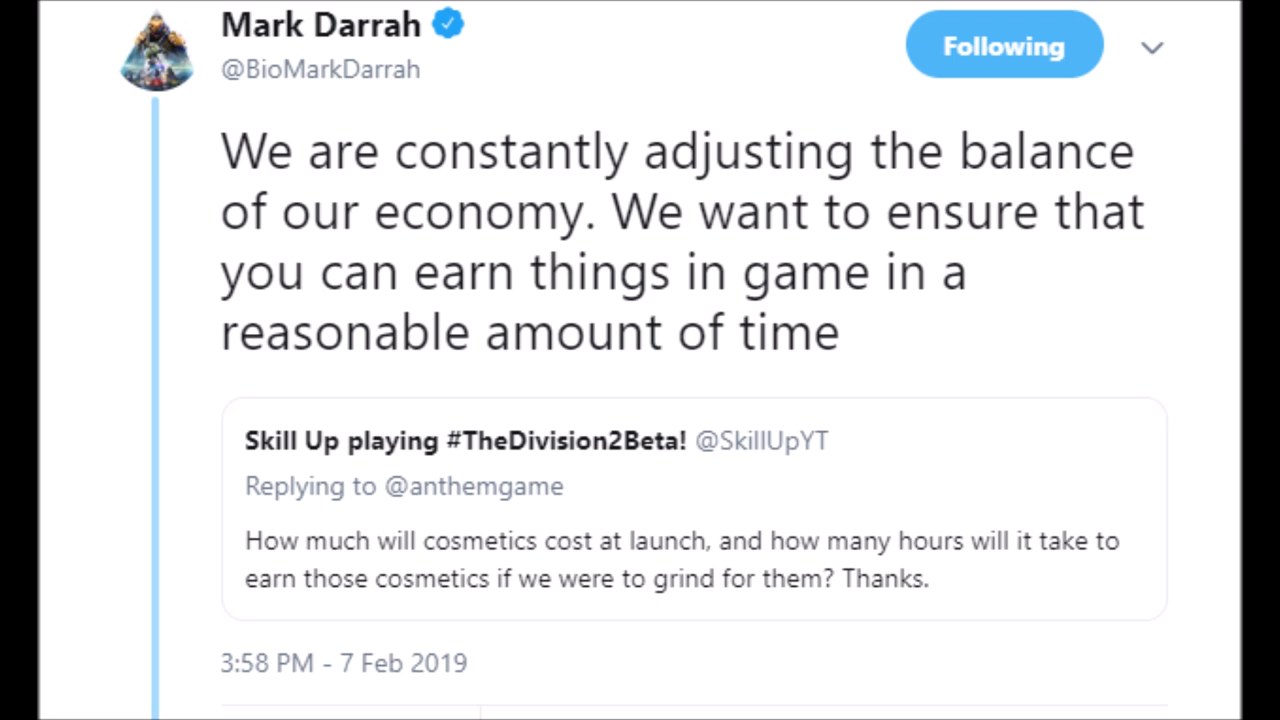 Mark Darrah
@BioMarkDarrah
Following
We are constantly adjusting the balance
of our economy. We want to ensure that
you can earn things in game in a
reasonable amount of time
Skill Up playing #TheDivision2Beta! @SkillUpYT
Replying to @anthemgame
How much will cosmetics cost at launch, and how many hours will it take to
earn those cosmetics if we were to grind for them? Thanks.
3:58 PM - 7 Feb 2019